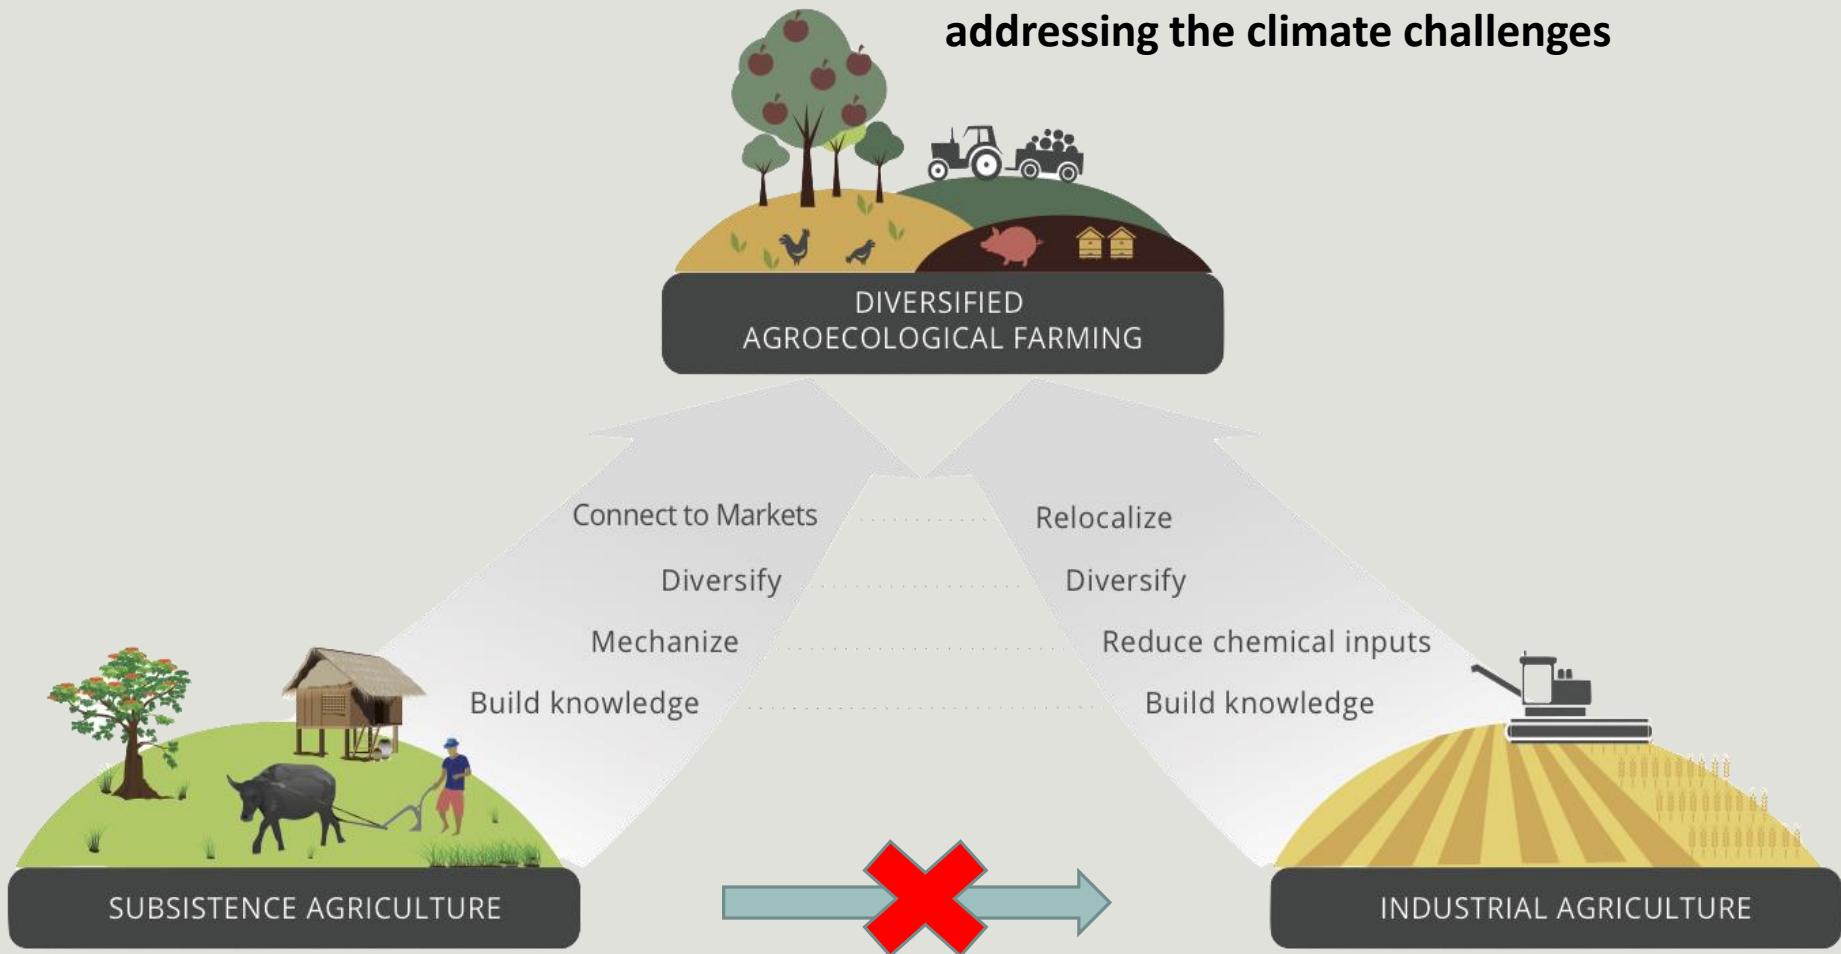 addressing the climate challenges
DIVERSIFIED
AGROECOLOGICAL FARMING
Connect to Markets
Relocalize
Diversify
Diversify
Mechanize
Reduce chemical inputs
Build knowledge
Build knowledge
SUBSISTENCE AGRICULTURE
INDUSTRIAL AGRICULTURE